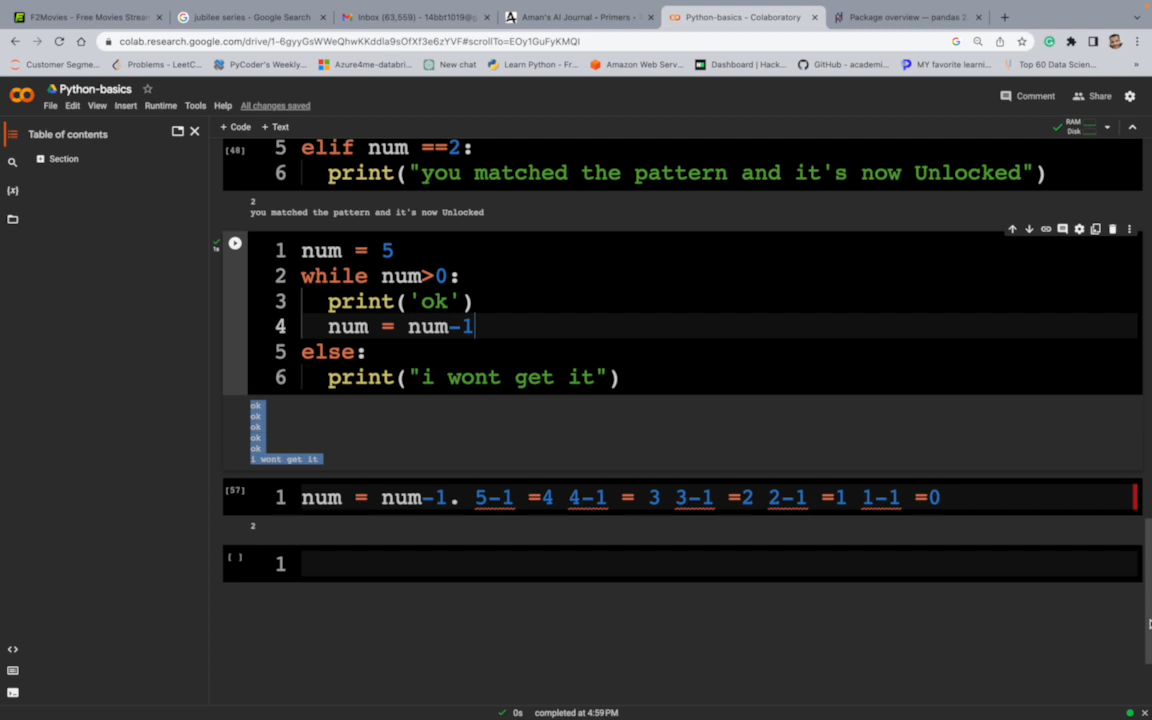 F2Movies - Free Movies Stream
jubilee series - Google Search
Inbox (63,559) - 14bbt1019@g
Aman's AI Journal • Primers •
Python-basics - Colaboratory
Package overview — pandas 2.
colab.research.google.com/drive/1-6gyyGsWWeQhwKKddla9sOfXf3e6zYVF#scrollTo=EOy1GuFyKMQI
Customer Segme...
Problems - LeetC...
PyCoder's Weekly...
Azure4me-databri...
New chat
Learn Python - Fr...
Amazon Web Serv...
Dashboard | Hack...
GitHub - academi...
MY favorite learni...
Top 60 Data Scien...
Python-basics
File Edit View Insert Runtime Tools Help All changes saved
Comment
Share
Table of contents
Section
+ Code + Text
RAM
Disk
[48] 5 elif num ==2:
6 print("you matched the pattern and it's now Unlocked")
2
you matched the pattern and it's now Unlocked
1s
1 num = 5
2 while num>0:
3 print('ok')
4 num = num-1
5 else:
6 print("i wont get it")
ok
ok
ok
ok
ok
i wont get it
[57] 1 num = num-1. 5-1 =4 4-1 = 3 3-1 =2 2-1 =1 1-1 =0
2
[ ] 1
0s completed at 4:59 PM